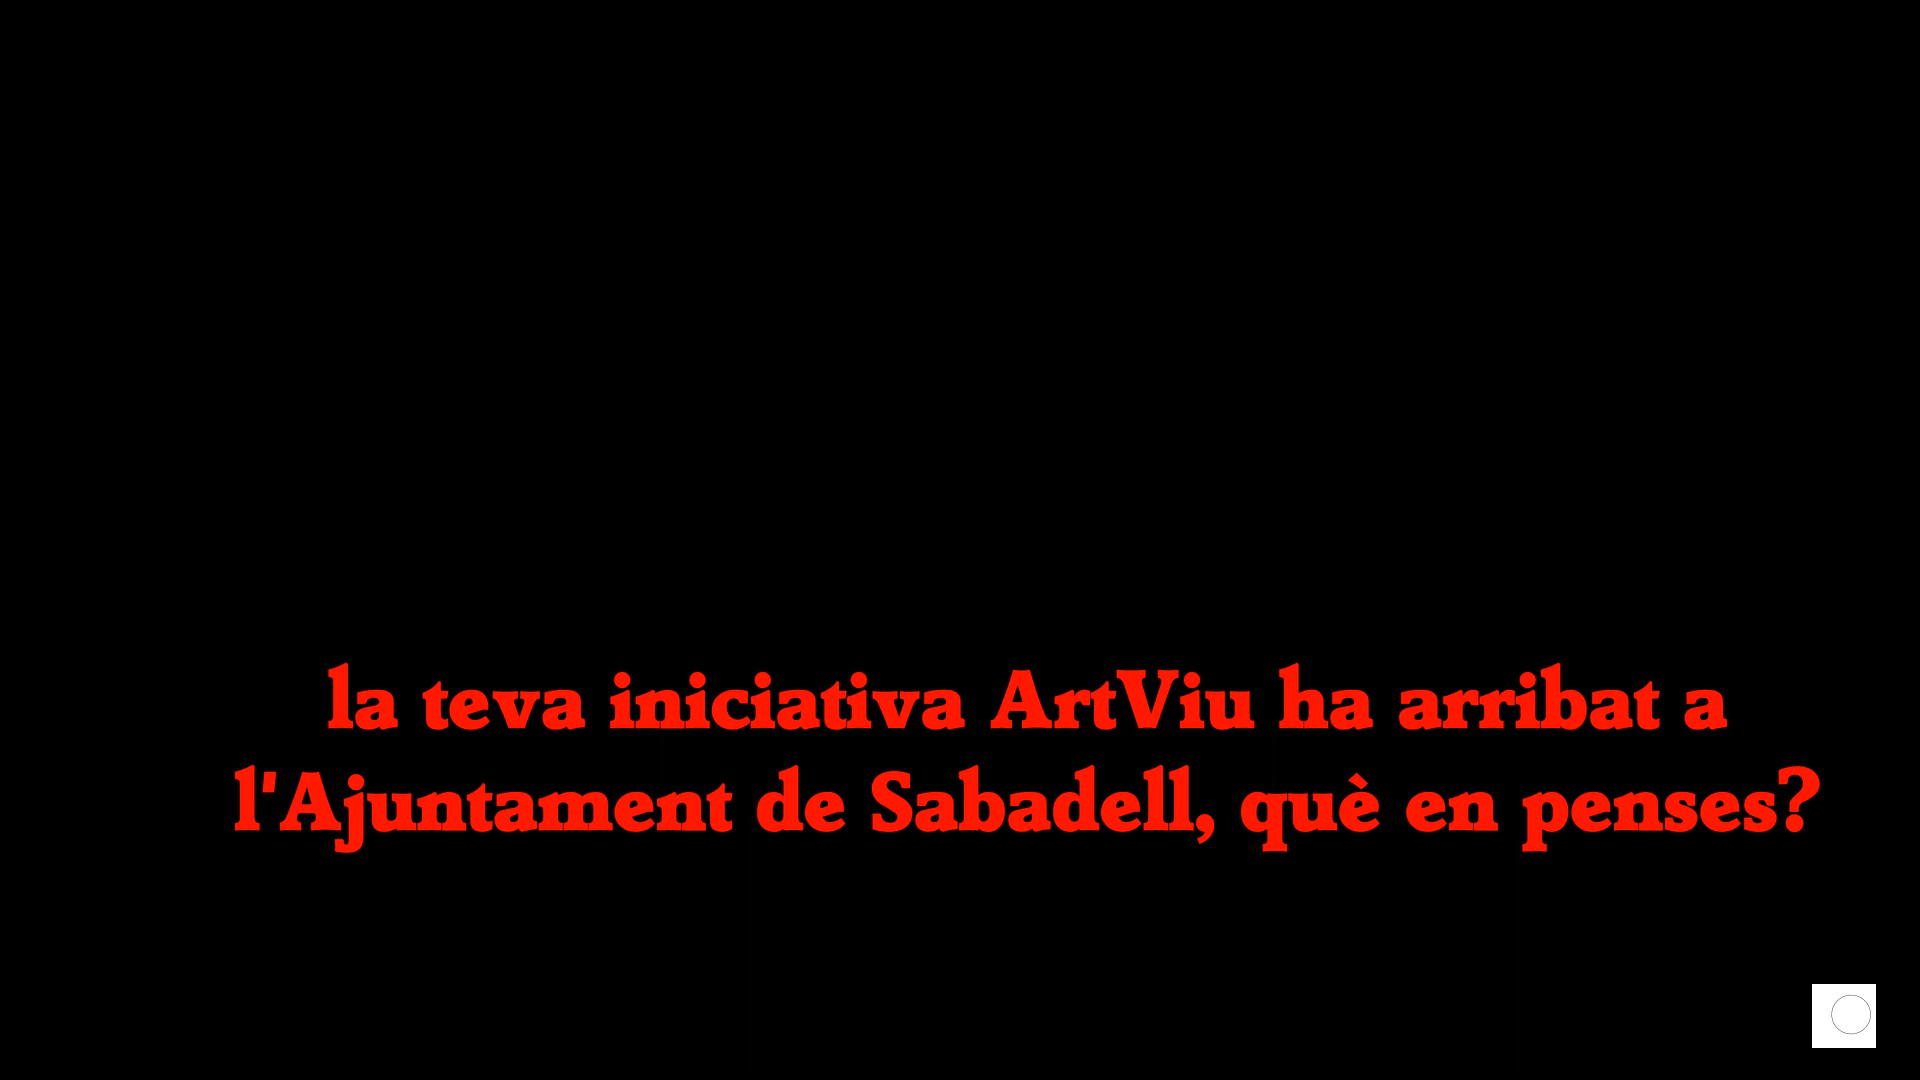 la teva iniciativa ArtViu ha arribat a
l'Ajuntament de Sabadell, què en penses?